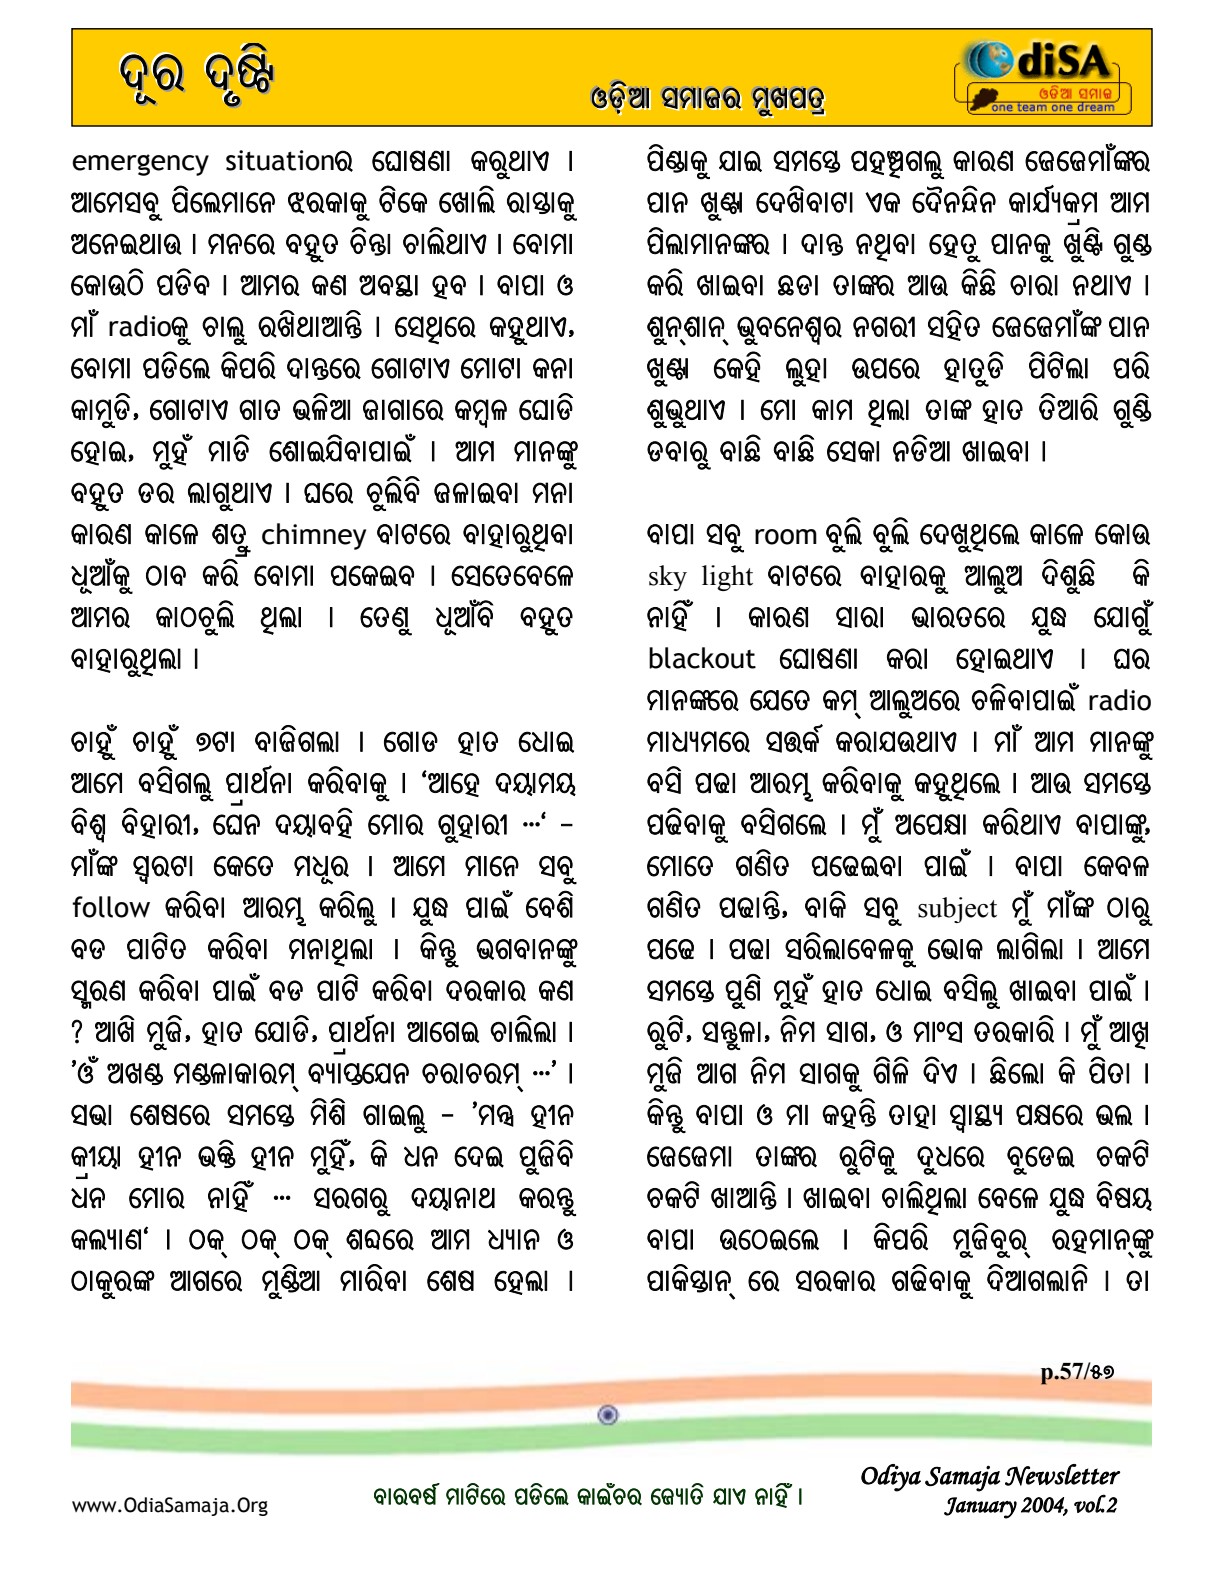 ଦୂର ଦୃଷ୍ଟି
ଓଡ଼ିଆ ସମାଜର ମୁଖପତ୍ର
OdiSA
ଓଡିଆ ସମାଜ
one team one dream
emergency situationର ଘୋଷଣା କରୁଥାଏ ।
ଆମେସବୁ ପିଲେମାନେ ଝରକାକୁ ଟିକେ ଖୋଲି ରାସ୍ତାକୁ
ଅନେଇଥାଉ । ମନରେ ବହୁତ ଚିନ୍ତା ଚାଲିଥାଏ । ବୋମା
କୋଉଠି ପଡିବ । ଆମର କଣ ଅବସ୍ଥା ହବ । ବାପା ଓ
ମାଁ radioକୁ ଚାଲୁ ରଖିଥାଆନ୍ତି । ସେଥିରେ କହୁଥାଏ,
ବୋମା ପଡିଲେ କିପରି ଦାନ୍ତରେ ଗୋଟାଏ ମୋଟା କନା
କାମୁଡି, ଗୋଟାଏ ଗାତ ଭଳିଆ ଜାଗାରେ କମ୍ବଳ ଘୋଡି
ହୋଇ, ମୁହଁ ମାଡି ଶୋଇଯିବାପାଇଁ । ଆମ ମାନଙ୍କୁ
ବହୁତ ଡର ଲାଗୁଥାଏ । ଘରେ ଚୁଲିବି ଜଳାଇବା ମନା
କାରଣ କାଳେ ଶତ୍ରୁ chimney ବାଟରେ ବାହାରୁଥିବା
ଧୂଆଁକୁ ଠାବ କରି ବୋମା ପକେଇବ । ସେତେବେଳେ
ଆମର କାଠଚୁଲି ଥିଲା । ତେଣୁ ଧୂଆଁବି ବହୁତ
ବାହାରୁଥିଲା ।
ଚାହୁଁ ଚାହୁଁ ୭ଟା ବାଜିଗଲା । ଗୋଡ ହାତ ଧୋଇ
ଆମେ ବସିଗଲୁ ପ୍ରାର୍ଥନା କରିବାକୁ । ‘ଆହେ ଦୟାମୟ
ବିଶ୍ୱ ବିହାରୀ, ଘେନ ଦୟାବହି ମୋର ଗୁହାରୀ ...‘ –
ମାଁଙ୍କ ସ୍ୱରଟା କେତେ ମଧୂର । ଆମେ ମାନେ ସବୁ
follow କରିବା ଆରମ୍ଭ କରିଲୁ । ଯୁଦ୍ଧ ପାଇଁ ବେଶି
ବଡ ପାଟିତ କରିବା ମନାଥିଲା । କିନ୍ତୁ ଭଗବାନଙ୍କୁ
ସ୍ମରଣ କରିବା ପାଇଁ ବଡ ପାଟି କରିବା ଦରକାର କଣ
? ଆଖି ମୁଜି, ହାତ ଯୋଡି, ପ୍ରାର୍ଥନା ଆଗେଇ ଚାଲିଲା ।
’ଓଁ ଅଖଣ୍ଡ ମଣ୍ଡଳାକାରମ୍ ବ୍ୟାପ୍ତଯେନ ଚରାଚରମ୍ ...’ ।
ସଭା ଶେଷରେ ସମସ୍ତେ ମିଶି ଗାଇଲୁ – ’ମନ୍ତ୍ର ହୀନ
କ୍ରୀୟା ହୀନ ଭକ୍ତି ହୀନ ମୁହିଁ, କି ଧନ ଦେଇ ପୁଜିବି
ଧନ ମୋର ନାହିଁ ... ସରଗରୁ ଦୟାନାଥ କରନ୍ତୁ
କଲ୍ୟାଣ‘ । ଠକ୍ ଠକ୍ ଠକ୍ ଶବ୍ଦରେ ଆମ ଧ୍ୟାନ ଓ
ଠାକୁରଙ୍କ ଆଗରେ ମୁଣ୍ଡିଆ ମାରିବା ଶେଷ ହେଲା ।
ପିଣ୍ଡାକୁ ଯାଇ ସମସ୍ତେ ପହଞ୍ଚଗଲୁ କାରଣ ଜେଜେମାଁଙ୍କର
ପାନ ଖୁଣ୍ଟା ଦେଖିବାଟା ଏକ ଦୈନନ୍ଦିନ କାର୍ଯ୍ୟକ୍ରମ ଆମ
ପିଲାମାନଙ୍କର । ଦାନ୍ତ ନଥିବା ହେତୁ ପାନକୁ ଖୁଣ୍ଟି ଗୁଣ୍ଡ
କରି ଖାଇବା ଛଡା ତାଙ୍କର ଆଉ କିଛି ଚାରା ନଥାଏ ।
ଶୁନ୍‌ଶାନ୍ ଭୁବନେଶ୍ୱର ନଗରୀ ସହିତ ଜେଜେମାଁଙ୍କ ପାନ
ଖୁଣ୍ଟା କେହି ଲୁହା ଉପରେ ହାତୁଡି ପିଟିଲା ପରି
ଶୁଭୁଥାଏ । ମୋ କାମ ଥିଲା ତାଙ୍କ ହାତ ତିଆରି ଗୁଣ୍ଡି
ଡବାରୁ ବାଛି ବାଛି ସେକା ନଡିଆ ଖାଇବା ।
ବାପା ସବୁ room ବୁଲି ବୁଲି ଦେଖୁଥିଲେ କାଳେ କୋଉ
sky light ବାଟରେ ବାହାରକୁ ଆଲୁଅ ଦିଶୁଛି କି
ନାହିଁ । କାରଣ ସାରା ଭାରତରେ ଯୁଦ୍ଧ ଯୋଗୁଁ
blackout ଘୋଷଣା କରା ହୋଇଥାଏ । ଘର
ମାନଙ୍କରେ ଯେତେ କମ୍ ଆଲୁଅରେ ଚଳିବାପାଇଁ radio
ମାଧ୍ୟମରେ ସତ୍ତର୍କ କରାଯଉଥାଏ । ମାଁ ଆମ ମାନଙ୍କୁ
ବସି ପଢା ଆରମ୍ଭ କରିବାକୁ କହୁଥିଲେ । ଆଉ ସମସ୍ତେ
ପଢିବାକୁ ବସିଗଲେ । ମୁଁ ଅପେକ୍ଷା କରିଥାଏ ବାପାଙ୍କୁ,
ମୋତେ ଗଣିତ ପଢେଇବା ପାଇଁ । ବାପା କେବଳ
ଗଣିତ ପଢାନ୍ତି, ବାକି ସବୁ subject ମୁଁ ମାଁଙ୍କ ଠାରୁ
ପଢେ । ପଢା ସରିଲାବେଳକୁ ଭୋକ ଲାଗିଲା । ଆମେ
ସମସ୍ତେ ପୁଣି ମୁହଁ ହାତ ଧୋଇ ବସିଲୁ ଖାଇବା ପାଇଁ ।
ରୁଟି, ସନ୍ତୁଳା, ନିମ ସାଗ, ଓ ମାଂସ ତରକାରି । ମୁଁ ଆଖି
ମୁଜି ଆଗ ନିମ ସାଗକୁ ଗିଳି ଦିଏ । ଛିଲୋ କି ପିତା ।
କିନ୍ତୁ ବାପା ଓ ମା କହନ୍ତି ତାହା ସ୍ୱାସ୍ଥ୍ୟ ପକ୍ଷରେ ଭଲ ।
ଜେଜେମା ତାଙ୍କର ରୁଟିକୁ ଦୁଧରେ ବୁଡେଇ ଚକଟି
ଚକଟି ଖାଆନ୍ତି । ଖାଇବା ଚାଲିଥିଲା ବେଳେ ଯୁଦ୍ଧ ବିଷୟ
ବାପା ଉଠେଇଲେ । କିପରି ମୁଜିବୁର୍ ରହମାନ୍‌ଙ୍କୁ
ପାକିସ୍ତାନ୍ ରେ ସରକାର ଗଢିବାକୁ ଦିଆଗଲାନି । ତା
p.57/୫୭
www.OdiaSamaja.Org
ବାରବର୍ଷ ମାଟିରେ ପଡିଲେ କାଇଁଚର ଜ୍ୟୋତି ଯାଏ ନାହିଁ ।
Odiya Samaja Newsletter
January 2004, vol.2